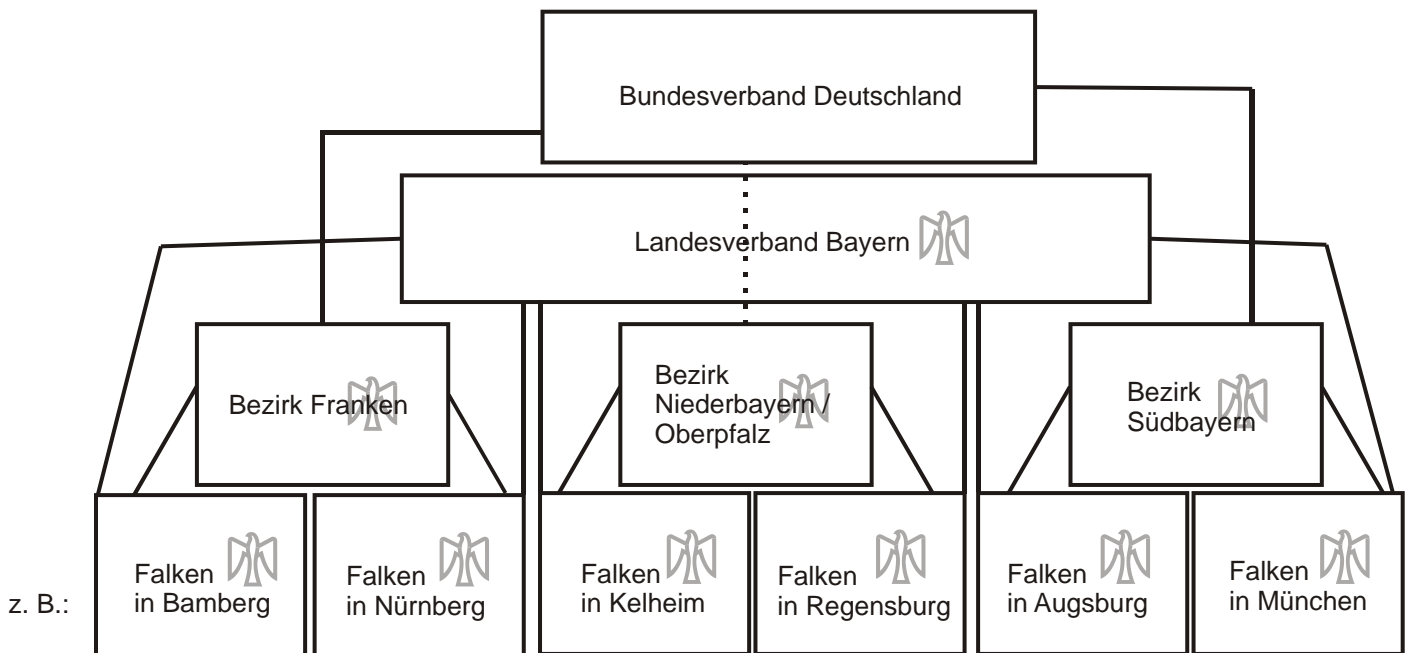 Bundesverband Deutschland
Landesverband Bayern
Bezirk Franken
Bezirk
Niederbayern /
Oberpfalz
Bezirk
Südbayern
z. B.:
Falken
in Bamberg
Falken
in Nürnberg
Falken
in Kelheim
Falken
in Regensburg
Falken
in Augsburg
Falken
in München